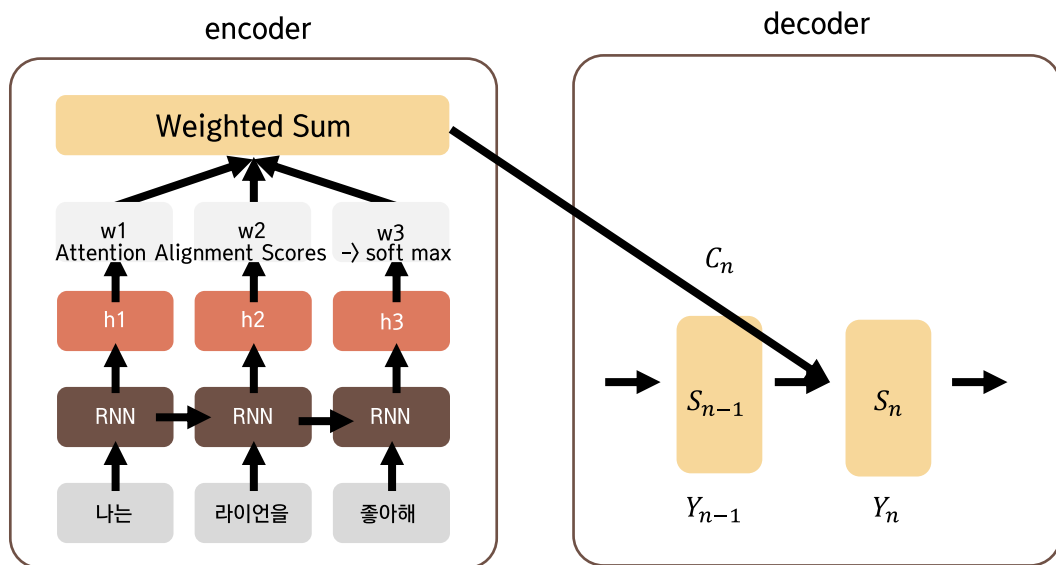 encoder
decoder
Weighted Sum
w1 w2 w3
Attention Alignment Scores -> soft max
C_n
h1 h2 h3
S_{n-1} S_n
RNN RNN RNN
Y_{n-1} Y_n
나는 라이언을 좋아해